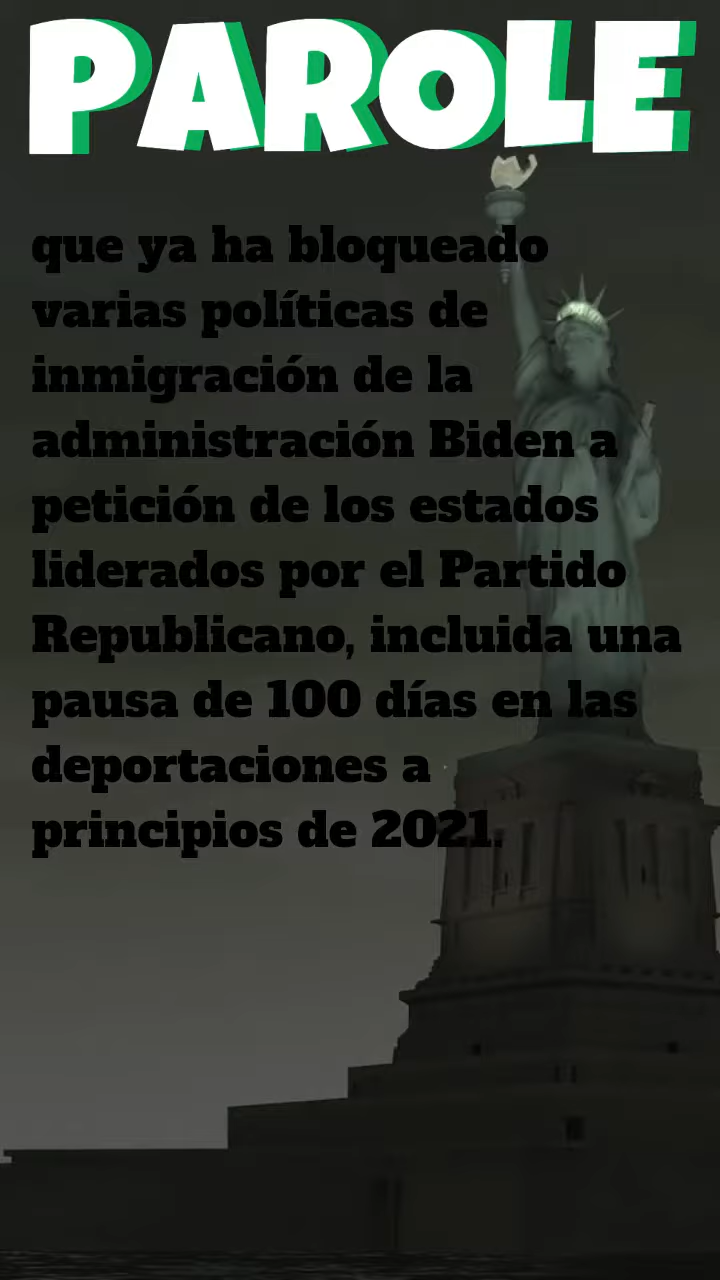 PAROLE
que ya ha bloqueado
varias políticas de
inmigración de la
administración Biden a
petición de los estados
liderados por el Partido
Republicano, incluida una
pausa de 100 días en las
deportaciones a
principios de 2021.